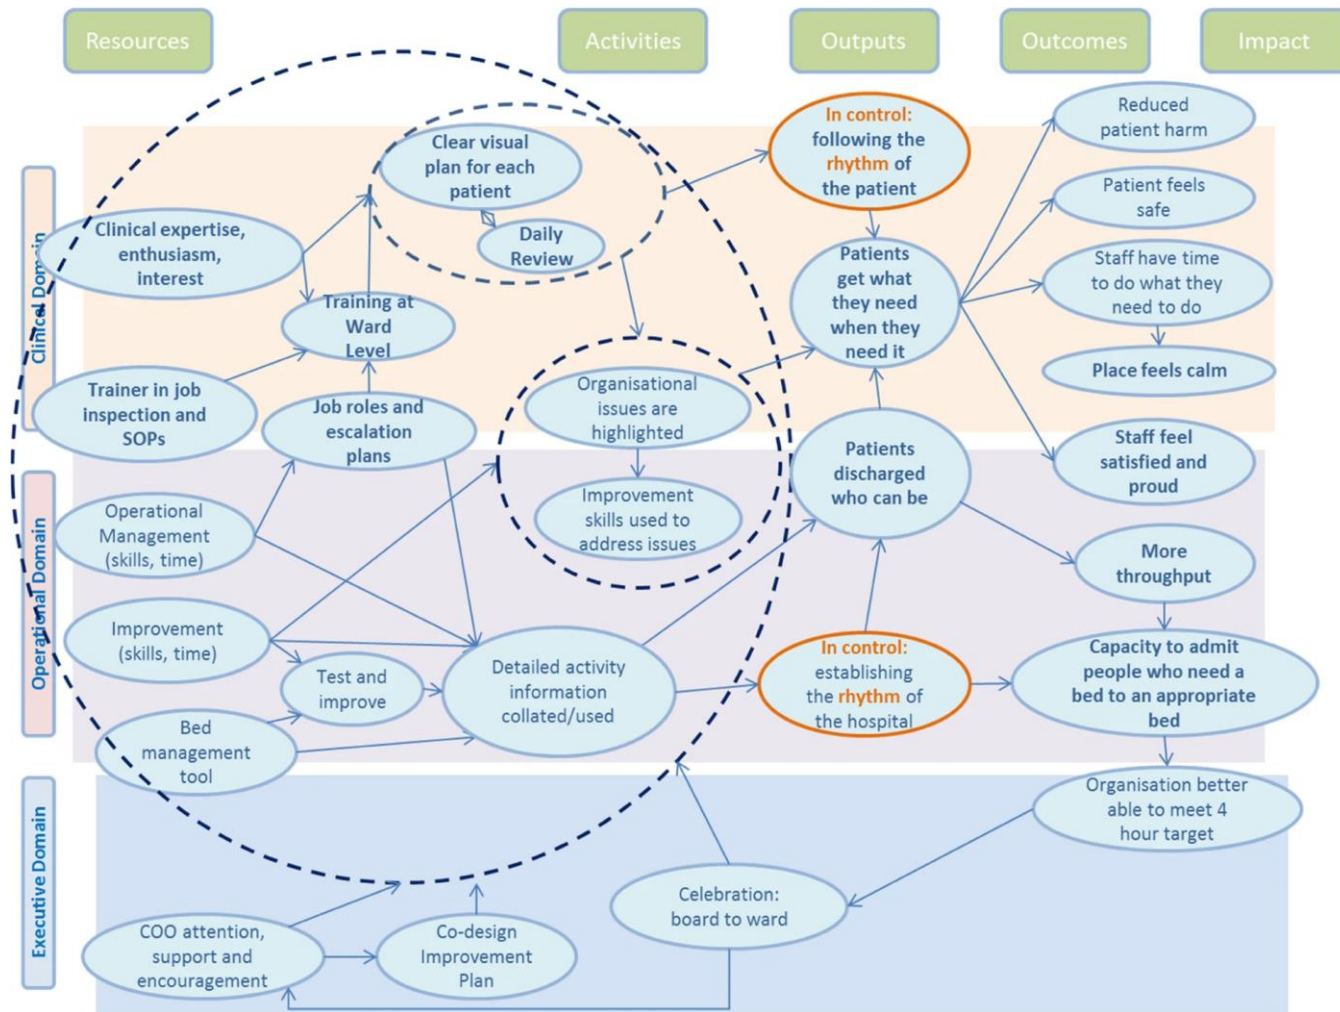 Resources
Activities
Outputs
Outcomes
Impact
Clinical Domain
Operational Domain
Executive Domain
Clear visual
plan for each
patient
Daily
Review
Clinical expertise,
enthusiasm,
interest
Training at
Ward
Level
Trainer in job
inspection and
SOPs
Job roles and
escalation
plans
Organisational
issues are
highlighted
Improvement
skills used to
address issues
Operational
Management
(skills, time)
Improvement
(skills, time)
Test and
improve
Bed
management
tool
Detailed activity
information
collated/used
In control:
following the
rhythm of
the patient
Patients
get what
they need
when they
need it
Patients
discharged
who can be
In control:
establishing
the rhythm of
the hospital
Reduced
patient harm
Patient feels
safe
Staff have time
to do what they
need to do
Place feels calm
Staff feel
satisfied and
proud
More
throughput
Capacity to admit
people who need a
bed to an appropriate
bed
Organisation better
able to meet 4
hour target
Celebration:
board to ward
COO attention,
support and
encouragement
Co-design
Improvement
Plan